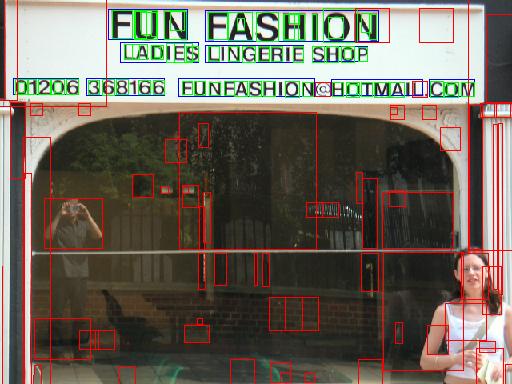 FUN FASHION
LADIES LINGERIE SHOP
01206 368166 FUNFASHION@HOTMAIL.COM